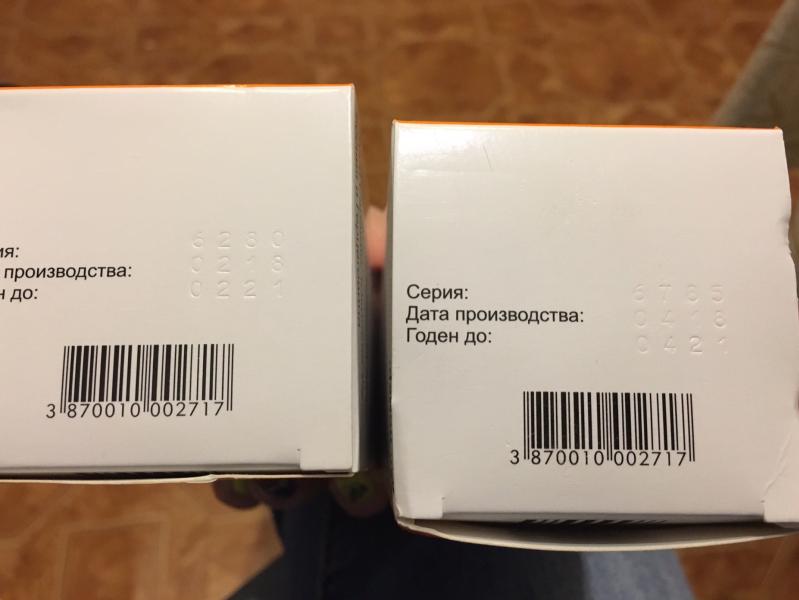 ия: 6280
производства: 0218
н до: 0221
3 870010 002717
Серия: 6765
Дата производства: 0418
Годен до: 0421
3 870010 002717